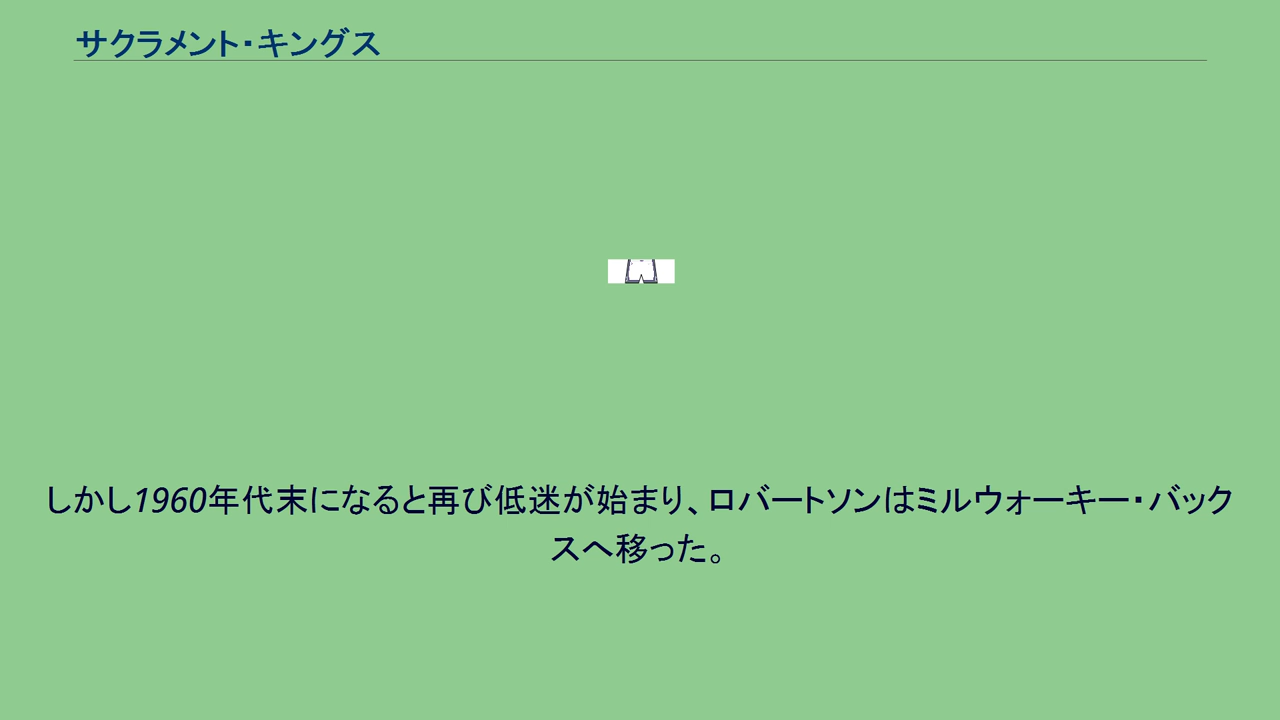 サクラメント・キングス
しかし1960年代末になると再び低迷が始まり、ロバートソンはミルウォーキー・バック
スへ移った。